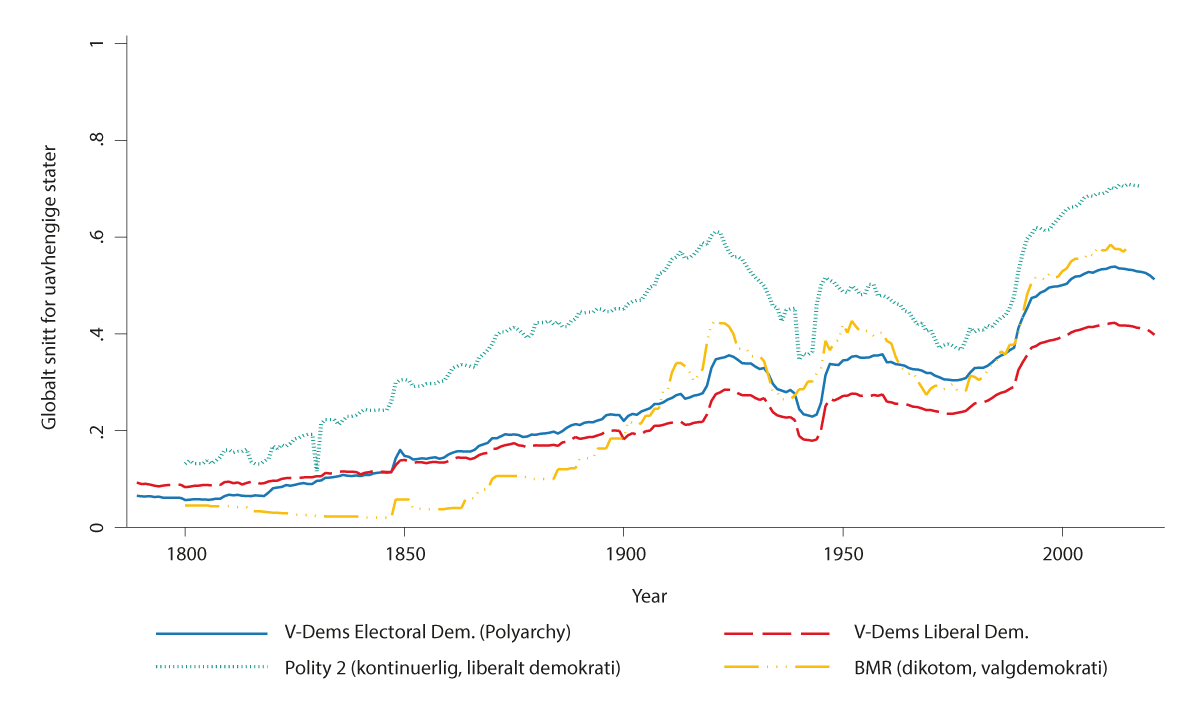 Globalt snitt for uavhengige stater
1
.8
.6
.4
.2
0
1800 1850 1900 1950 2000
Year
V-Dems Electoral Dem. (Polyarchy) V-Dems Liberal Dem.
Polity 2 (kontinuerlig, liberalt demokrati) BMR (dikotom, valgdemokrati)